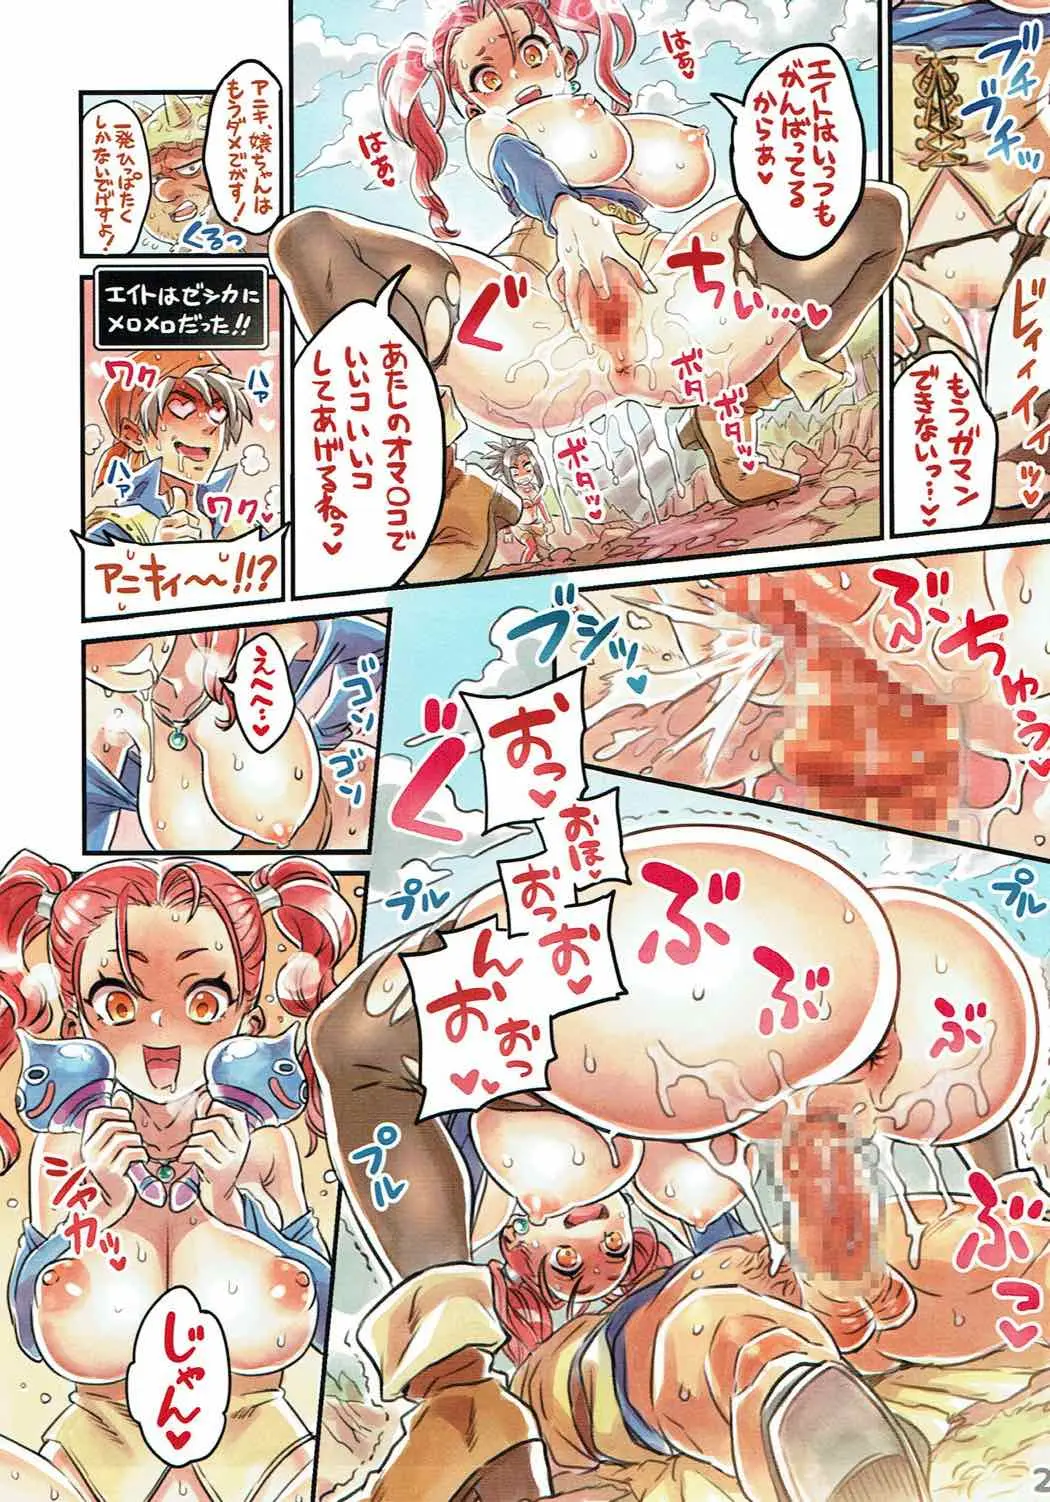 ブチ
ブチッ
もうガマン
できないっ…♥
ビィィィィッ♥
エイトはいっつも
がんばってる
からぁ♥
はぁ♥
はぁ♥
ちぃ…♥
ぐ
ボタ
ボタッ
ボタッ
あたしのオマ〇コで
いいコいいコ
してあげるねっ♥
アニキ、嬢ちゃんは
もうダメでがす!
一発ひっぱたく
しかないでげすよ!
くるっ
エイトはゼシカに
メロメロだった!!
ワク
ハァ
ハァ
ワク♥
アニキィ〜〜!!?
ぶちゅう♥
ブシッ
おっ♥
おほ♥
おっお♥
おんおおっ♥
ぐ
ぶぶぶぶコ♥
プル
プル
プル
えへへ…♥
ゴソ
ゴソ
シャカッ♥
じゃん♥
2